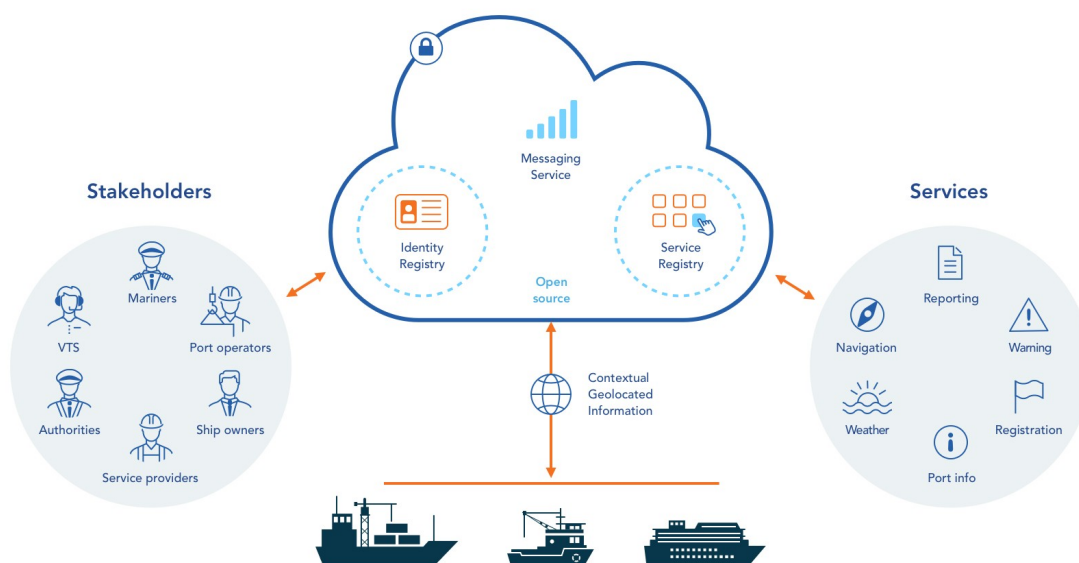 Messaging
Service
Stakeholders
Services
Identity
Registry
Service
Registry
Open
source
Mariners
VTS
Port operators
Authorities
Ship owners
Service providers
Reporting
Navigation
Warning
Weather
Registration
Port info
Contextual
Geolocated
Information